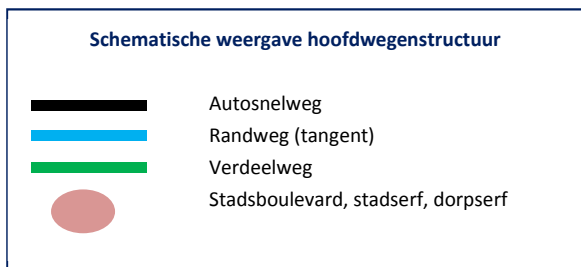 Schematische weergave hoofdwegenstructuur
Autosnelweg
Randweg (tangent)
Verdeelweg
Stadsboulevard, stadserf, dorpserf